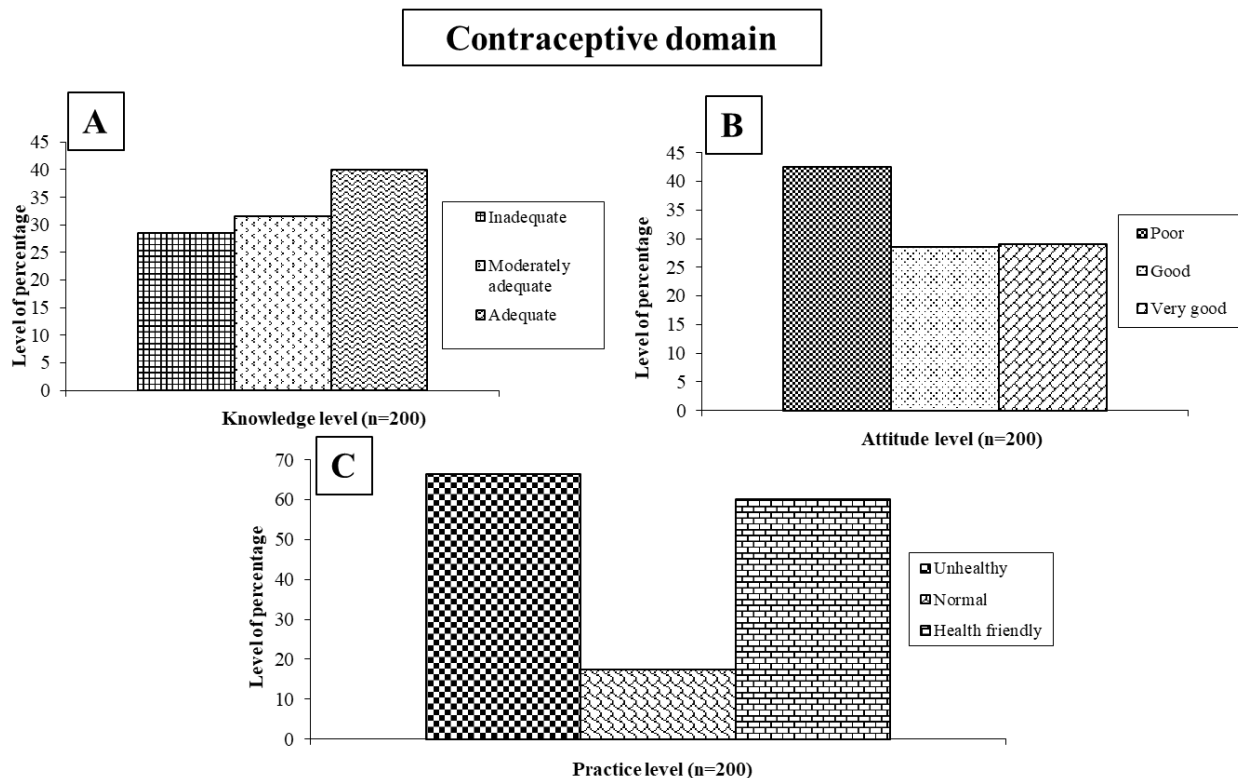 Contraceptive domain
A
45
40
35
30
25
20
15
10
5
0
Level of percentage
Knowledge level (n=200)
Inadequate
Moderately
adequate
Adequate
B
45
40
35
30
25
20
15
10
5
0
Level of percentage
Attitude level (n=200)
Poor
Good
Very good
C
70
60
50
40
30
20
10
0
Level of percentage
Practice level (n=200)
Unhealthy
Normal
Health friendly